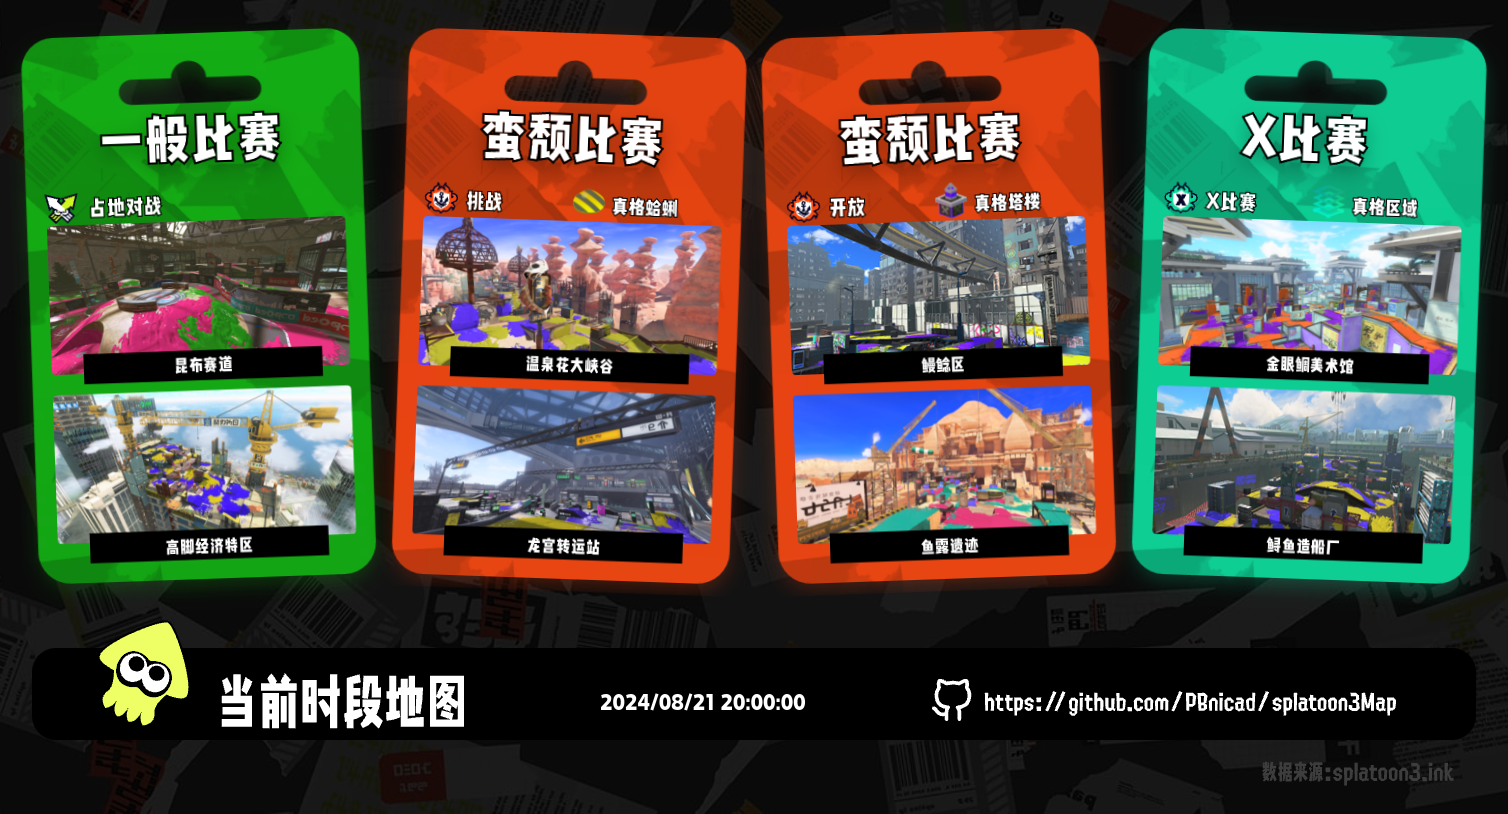 一般比赛
占地对战
昆布赛道
高脚经济特区
蛮颓比赛
挑战
真格蛤蜊
温泉花大峡谷
龙宫转运站
蛮颓比赛
开放
真格塔楼
鳗鲶区
鱼露遗迹
X比赛
X比赛
真格区域
金眼鲷美术馆
鲟鱼造船厂
当前时段地图
2024/08/21 20:00:00
https://github.com/PBnicad/splatoon3Map
数据来源:splatoon3.ink